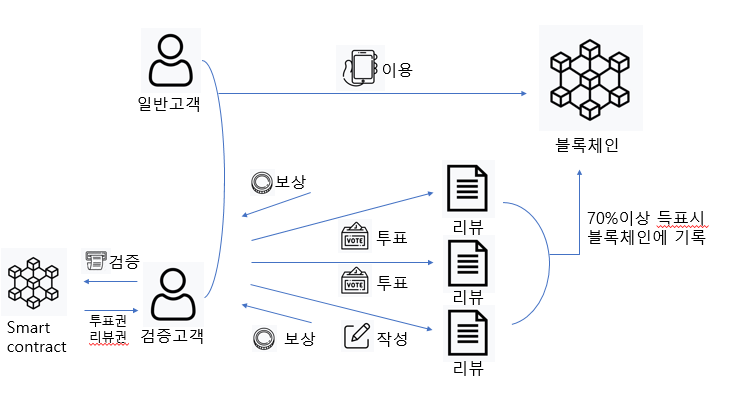 이용
일반고객
블록체인
보상
리뷰
70%이상 득표시
블록체인에 기록
VOTE
투표
검증
VOTE
투표
리뷰
Smart
contract
투표권
리뷰권
검증고객
보상
작성
리뷰